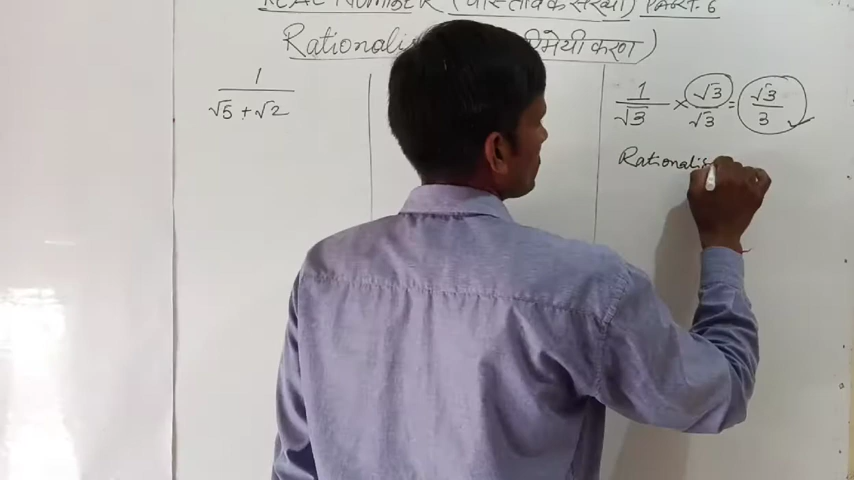 REAL NUMBER (वास्तविक संख्या) PART. 6
Rationalis परिमेयीकरण)
1
√5 + √2
1/√3 × √3/√3 = √3/3
Rationalis